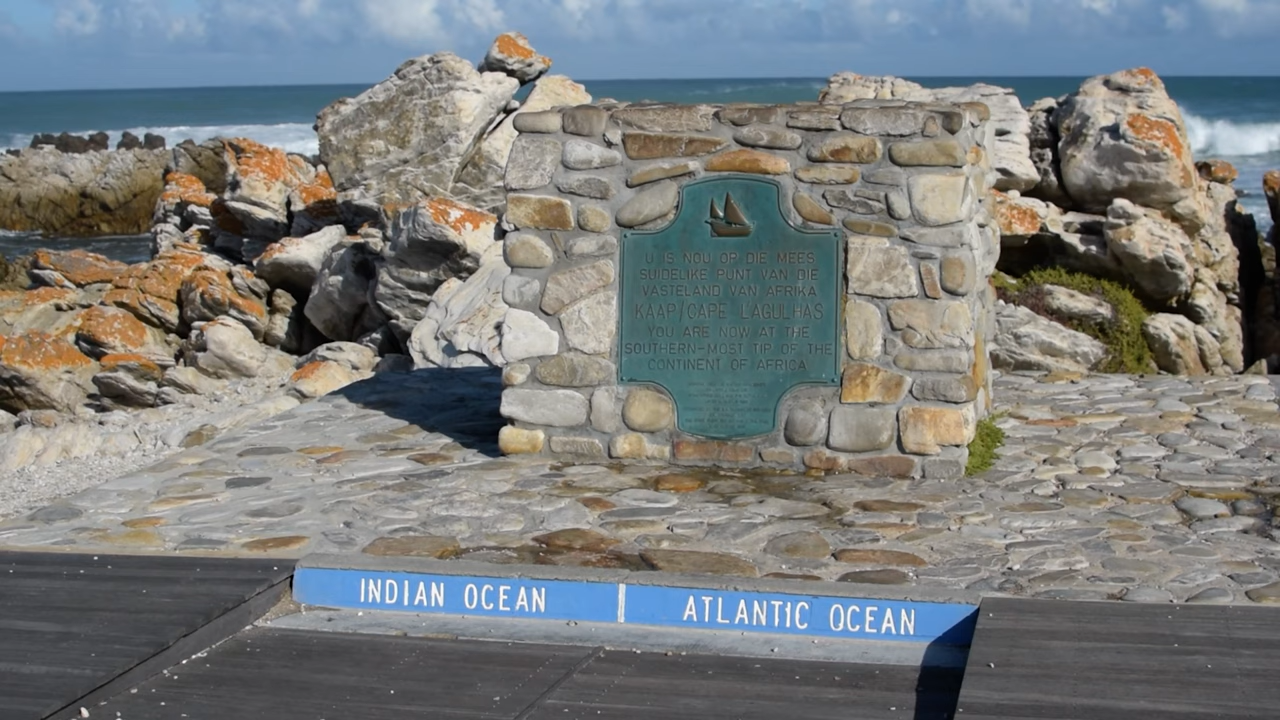 U IS NOU OP DIE MEES
SUIDELIKE PUNT VAN DIE
VASTELAND VAN AFRIKA
KAAP/CAPE L'AGULHAS
YOU ARE NOW AT THE
SOUTHERN-MOST TIP OF THE
CONTINENT OF AFRICA
INDIAN OCEAN
ATLANTIC OCEAN